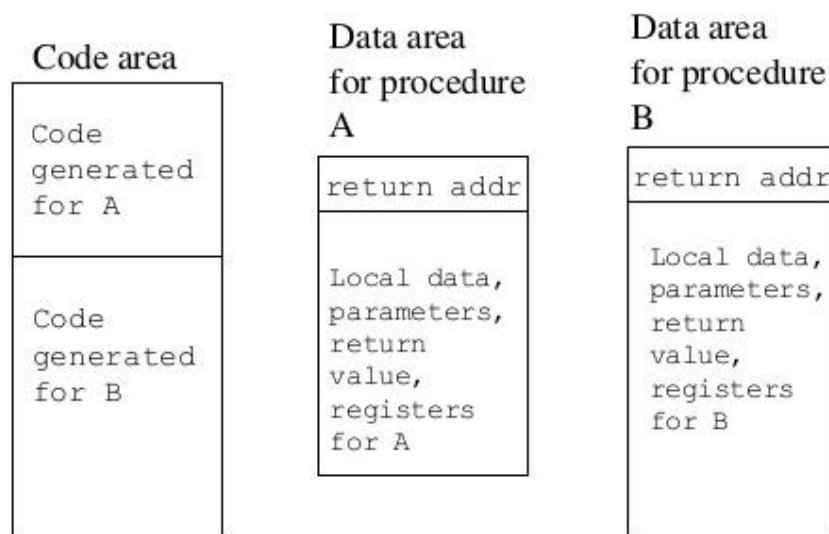 Code area
Code
generated
for A
Code
generated
for B
Data area
for procedure
A
return addr
Local data,
parameters,
return
value,
registers
for A
Data area
for procedure
B
return addr
Local data,
parameters,
return
value,
registers
for B